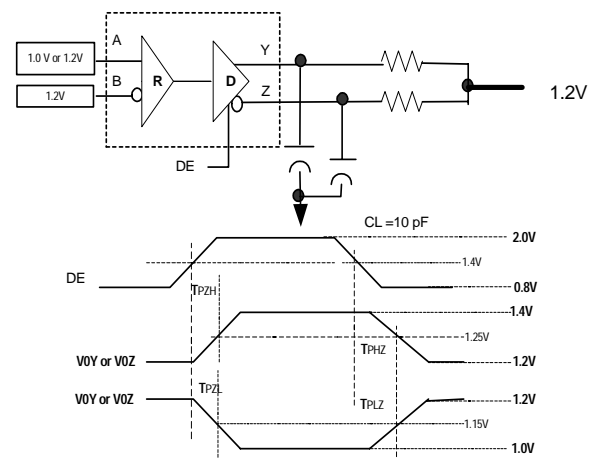 A
Y
1.0 V or 1.2V
B
R
D
Z
1.2V
1.2V
DE
CL =10 pF
2.0V
1.4V
DE
TPZH
0.8V
1.4V
1.25V
TPHZ
V0Y or V0Z
1.2V
TPZL
V0Y or V0Z
TPLZ
1.2V
1.15V
1.0V